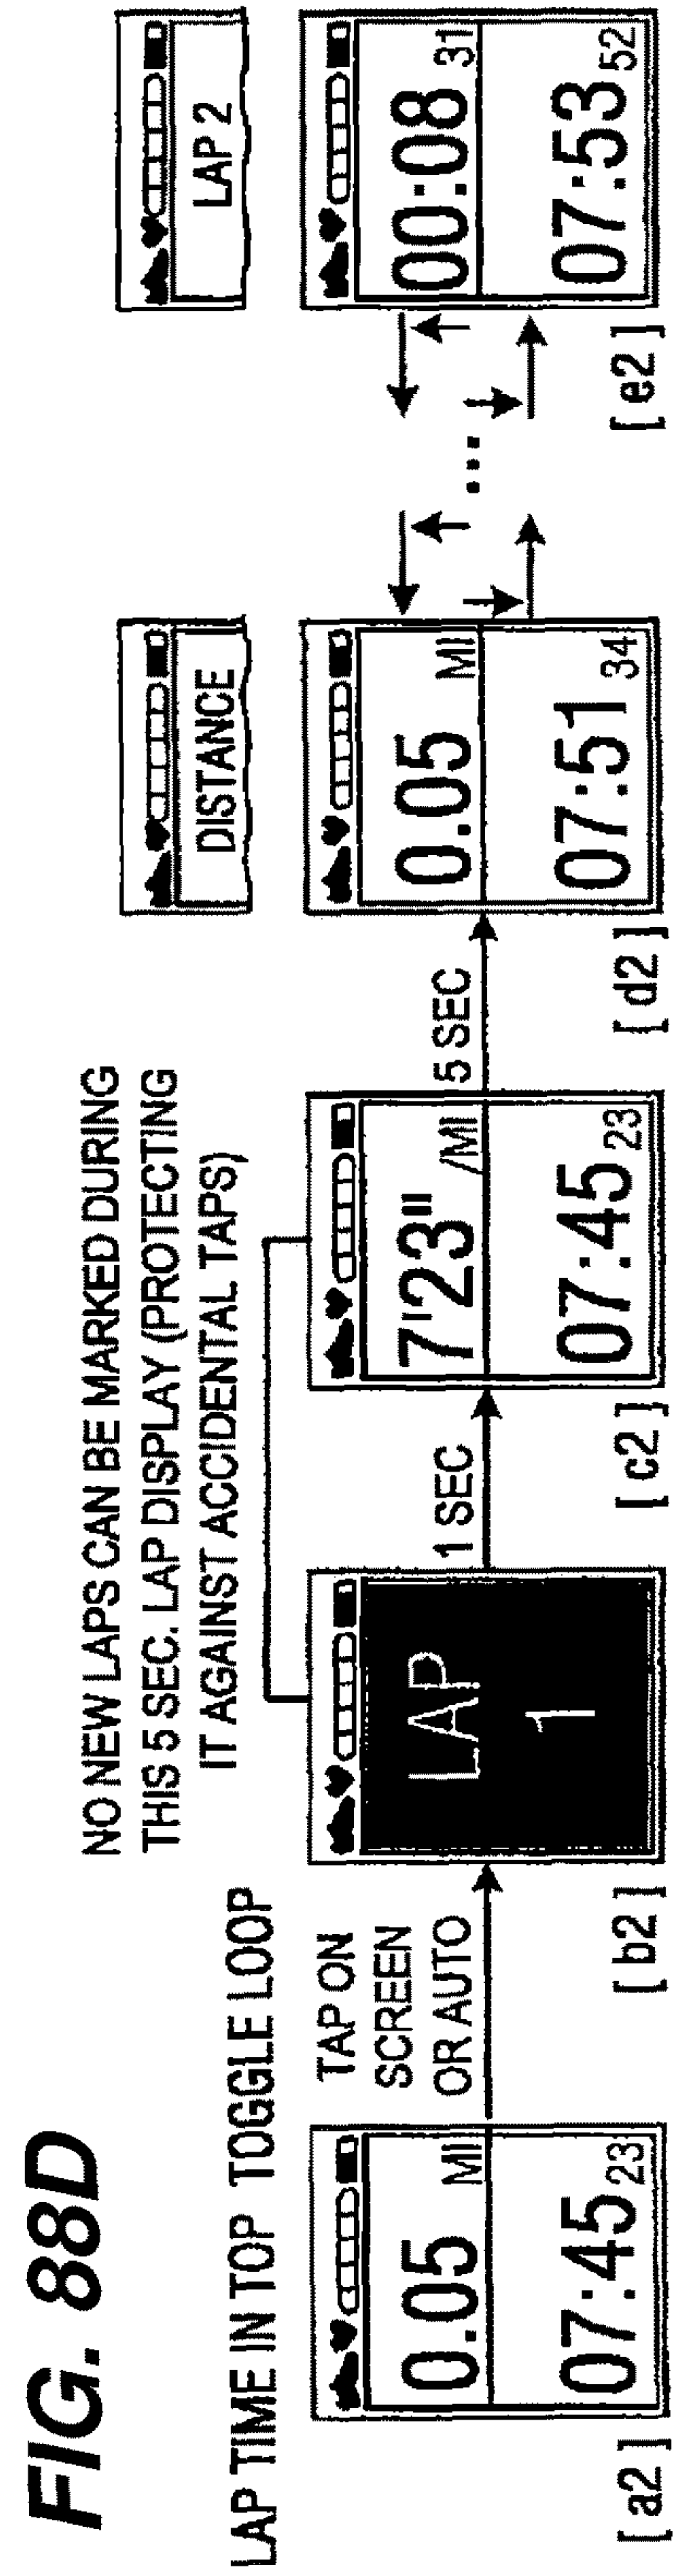 FIG. 88D
LAP TIME IN TOP TOGGLE LOOP
NO NEW LAPS CAN BE MARKED DURING
THIS 5 SEC. LAP DISPLAY (PROTECTING
IT AGAINST ACCIDENTAL TAPS)
0.05 MI
07:45 23
[ a2 ]
TAP ON
SCREEN
OR AUTO
LAP
1
[ b2 ]
1 SEC
7'23" /MI
07:45 23
[ c2 ]
5 SEC
DISTANCE
0.05 MI
07:51 34
[ d2 ]
...
LAP 2
00:08 31
07:53 52
[ e2 ]